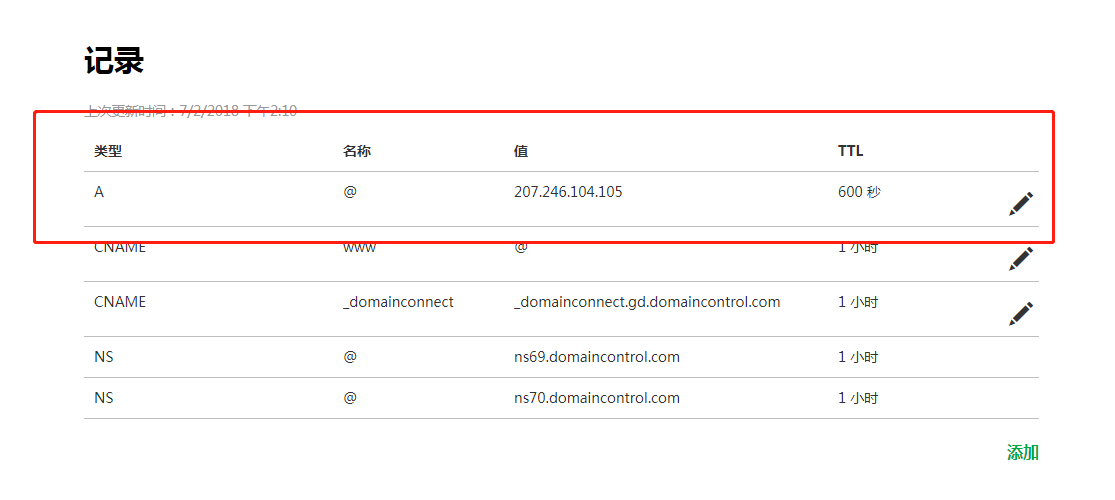 记录
上次更新时间：7/2/2018 下午2:10
类型 名称 值 TTL
A @ 207.246.104.105 600 秒
CNAME www @ 1 小时
CNAME _domainconnect _domainconnect.gd.domaincontrol.com 1 小时
NS @ ns69.domaincontrol.com 1 小时
NS @ ns70.domaincontrol.com 1 小时
添加